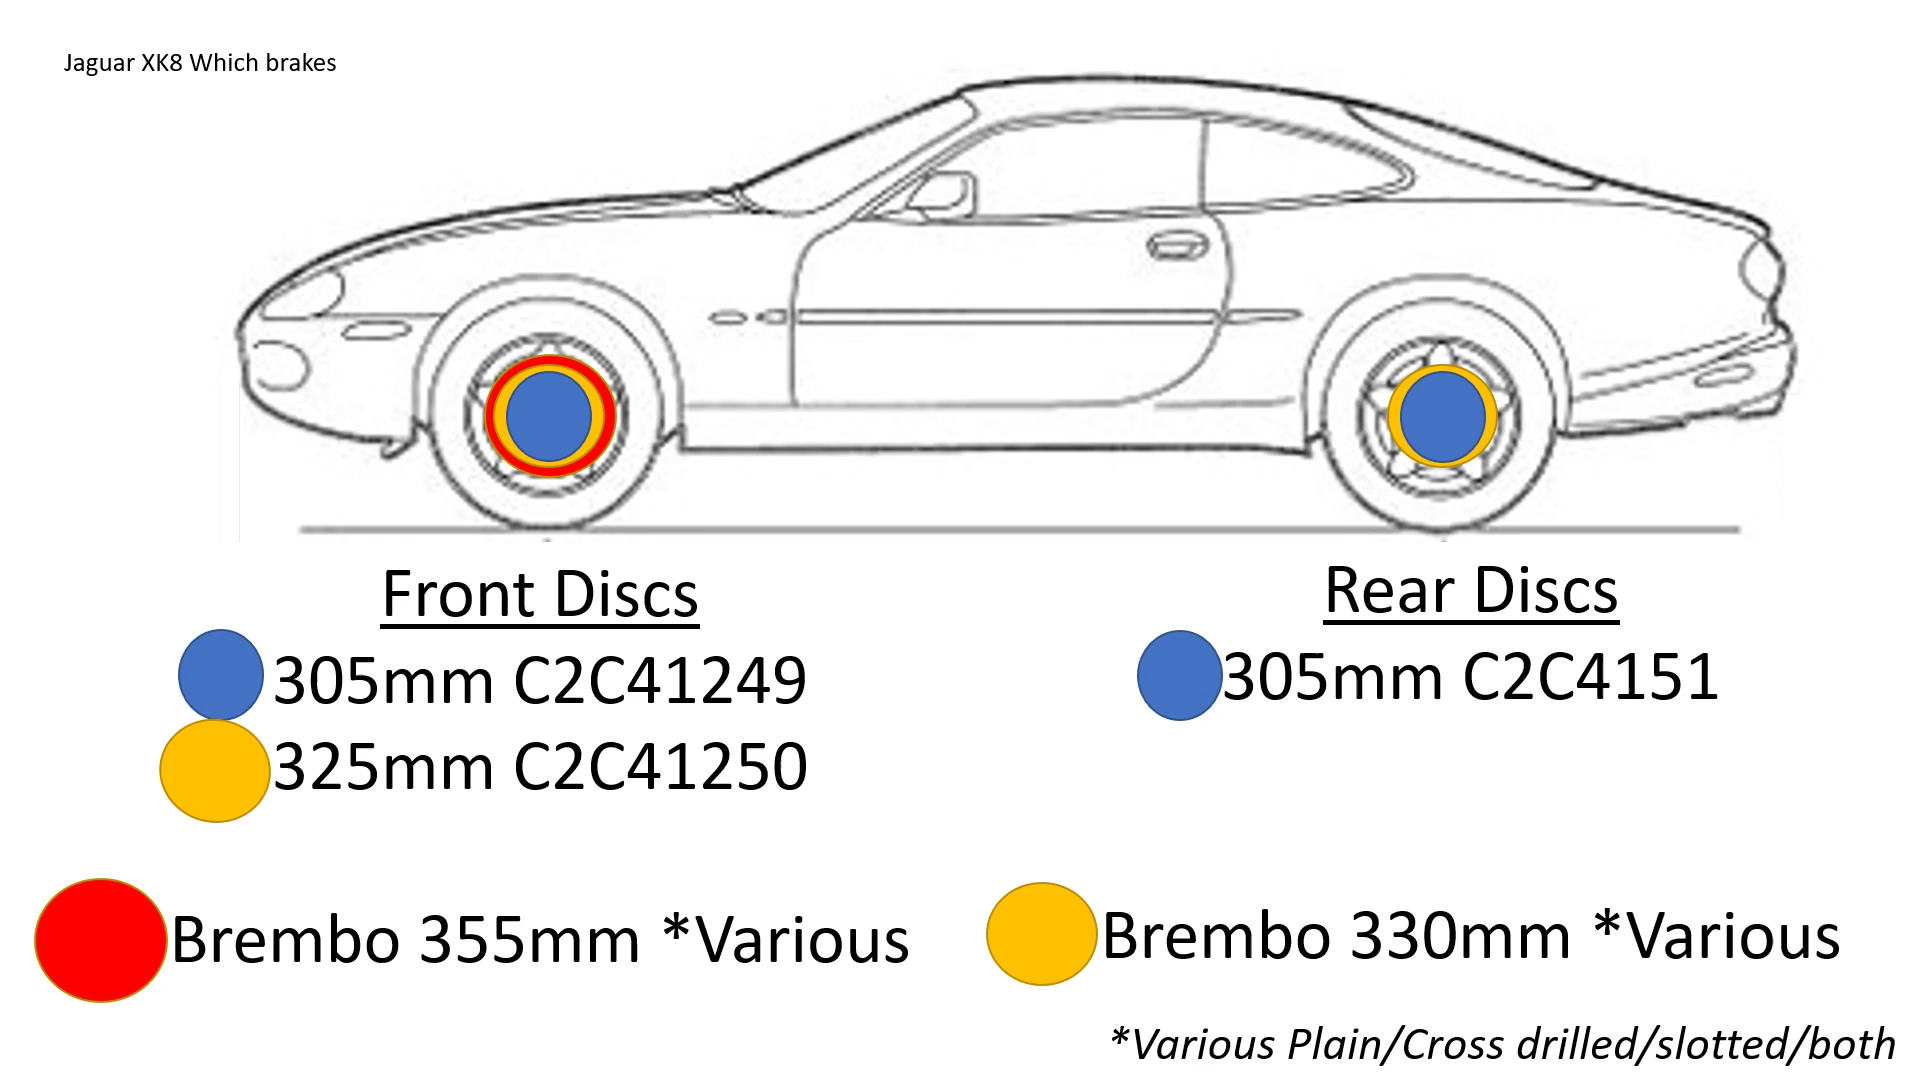 Jaguar XK8 Which brakes
Front Discs
305mm C2C41249
325mm C2C41250
Brembo 355mm *Various
Rear Discs
305mm C2C4151
Brembo 330mm *Various
*Various Plain/Cross drilled/slotted/both